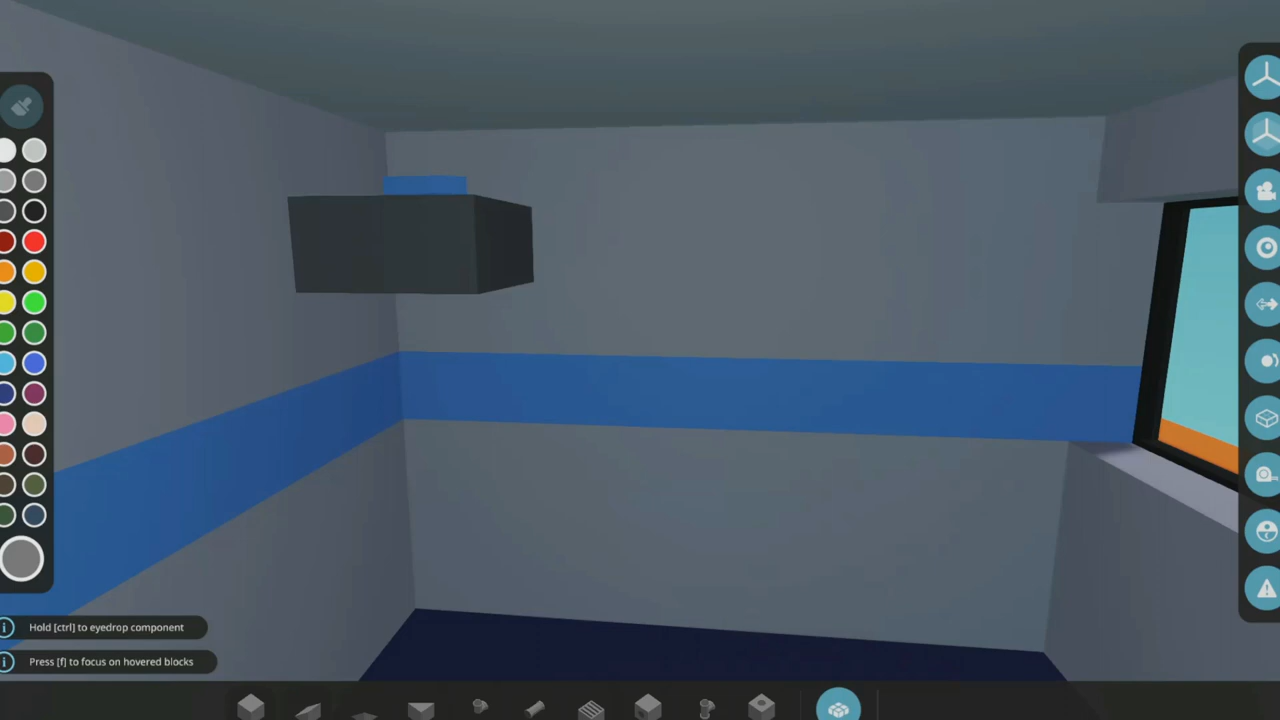 Hold [ctrl] to eyedrop component
Press [f] to focus on hovered blocks